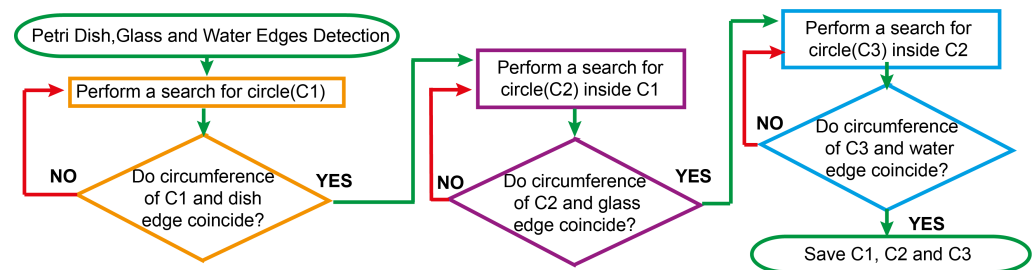 Petri Dish,Glass and Water Edges Detection
Perform a search for circle(C1)
NO
Do circumference
of C1 and dish
edge coincide?
YES
Perform a search for
circle(C2) inside C1
NO
Do circumference
of C2 and glass
edge coincide?
YES
Perform a search for
circle(C3) inside C2
NO
Do circumference
of C3 and water
edge coincide?
YES
Save C1, C2 and C3